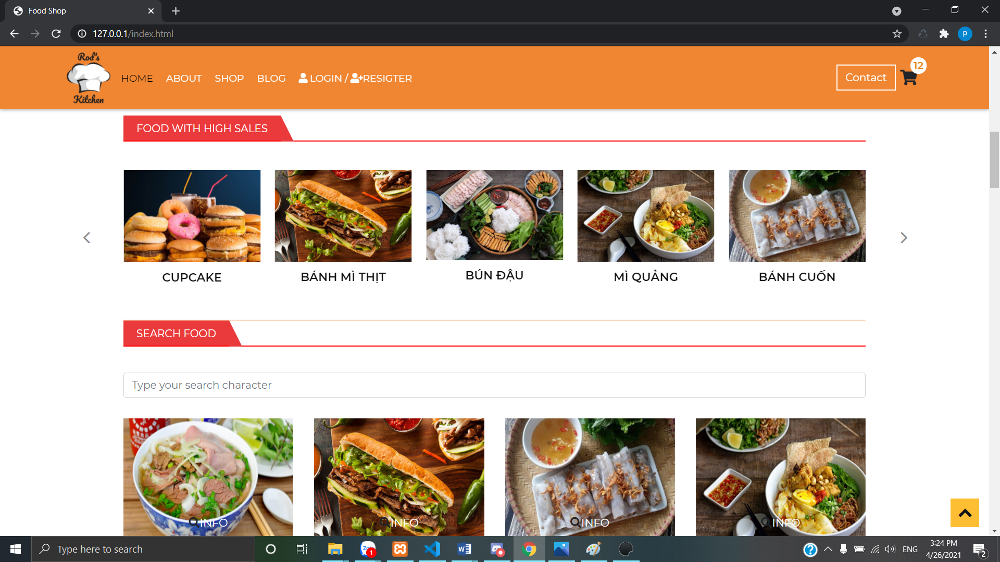 Food Shop
127.0.0.1/index.html
Rod's
Kitchen
HOME
ABOUT
SHOP
BLOG
LOGIN / RESIGTER
Contact
12
FOOD WITH HIGH SALES
CUPCAKE
BÁNH MÌ THỊT
BÚN ĐẬU
MÌ QUẢNG
BÁNH CUỐN
SEARCH FOOD
Type your search character
INFO
INFO
INFO
INFO
Type here to search
1
ENG
3:24 PM
4/26/2021
2